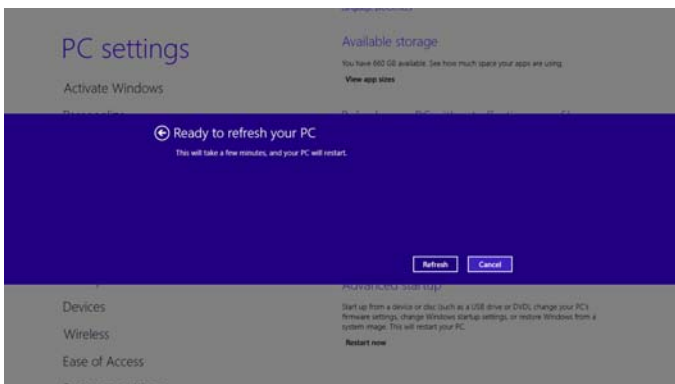 PC settings
Activate Windows
Available storage
You have 660 GB available. See how much space your apps are using.
View app sizes
Ready to refresh your PC
This will take a few minutes, and your PC will restart.
Refresh
Cancel
Devices
Wireless
Ease of Access
Advanced startup
Start up from a device or disc (such as a USB drive or DVD), change your PC's
firmware settings, change Windows startup settings, or restore Windows from a
system image. This will restart your PC.
Restart now